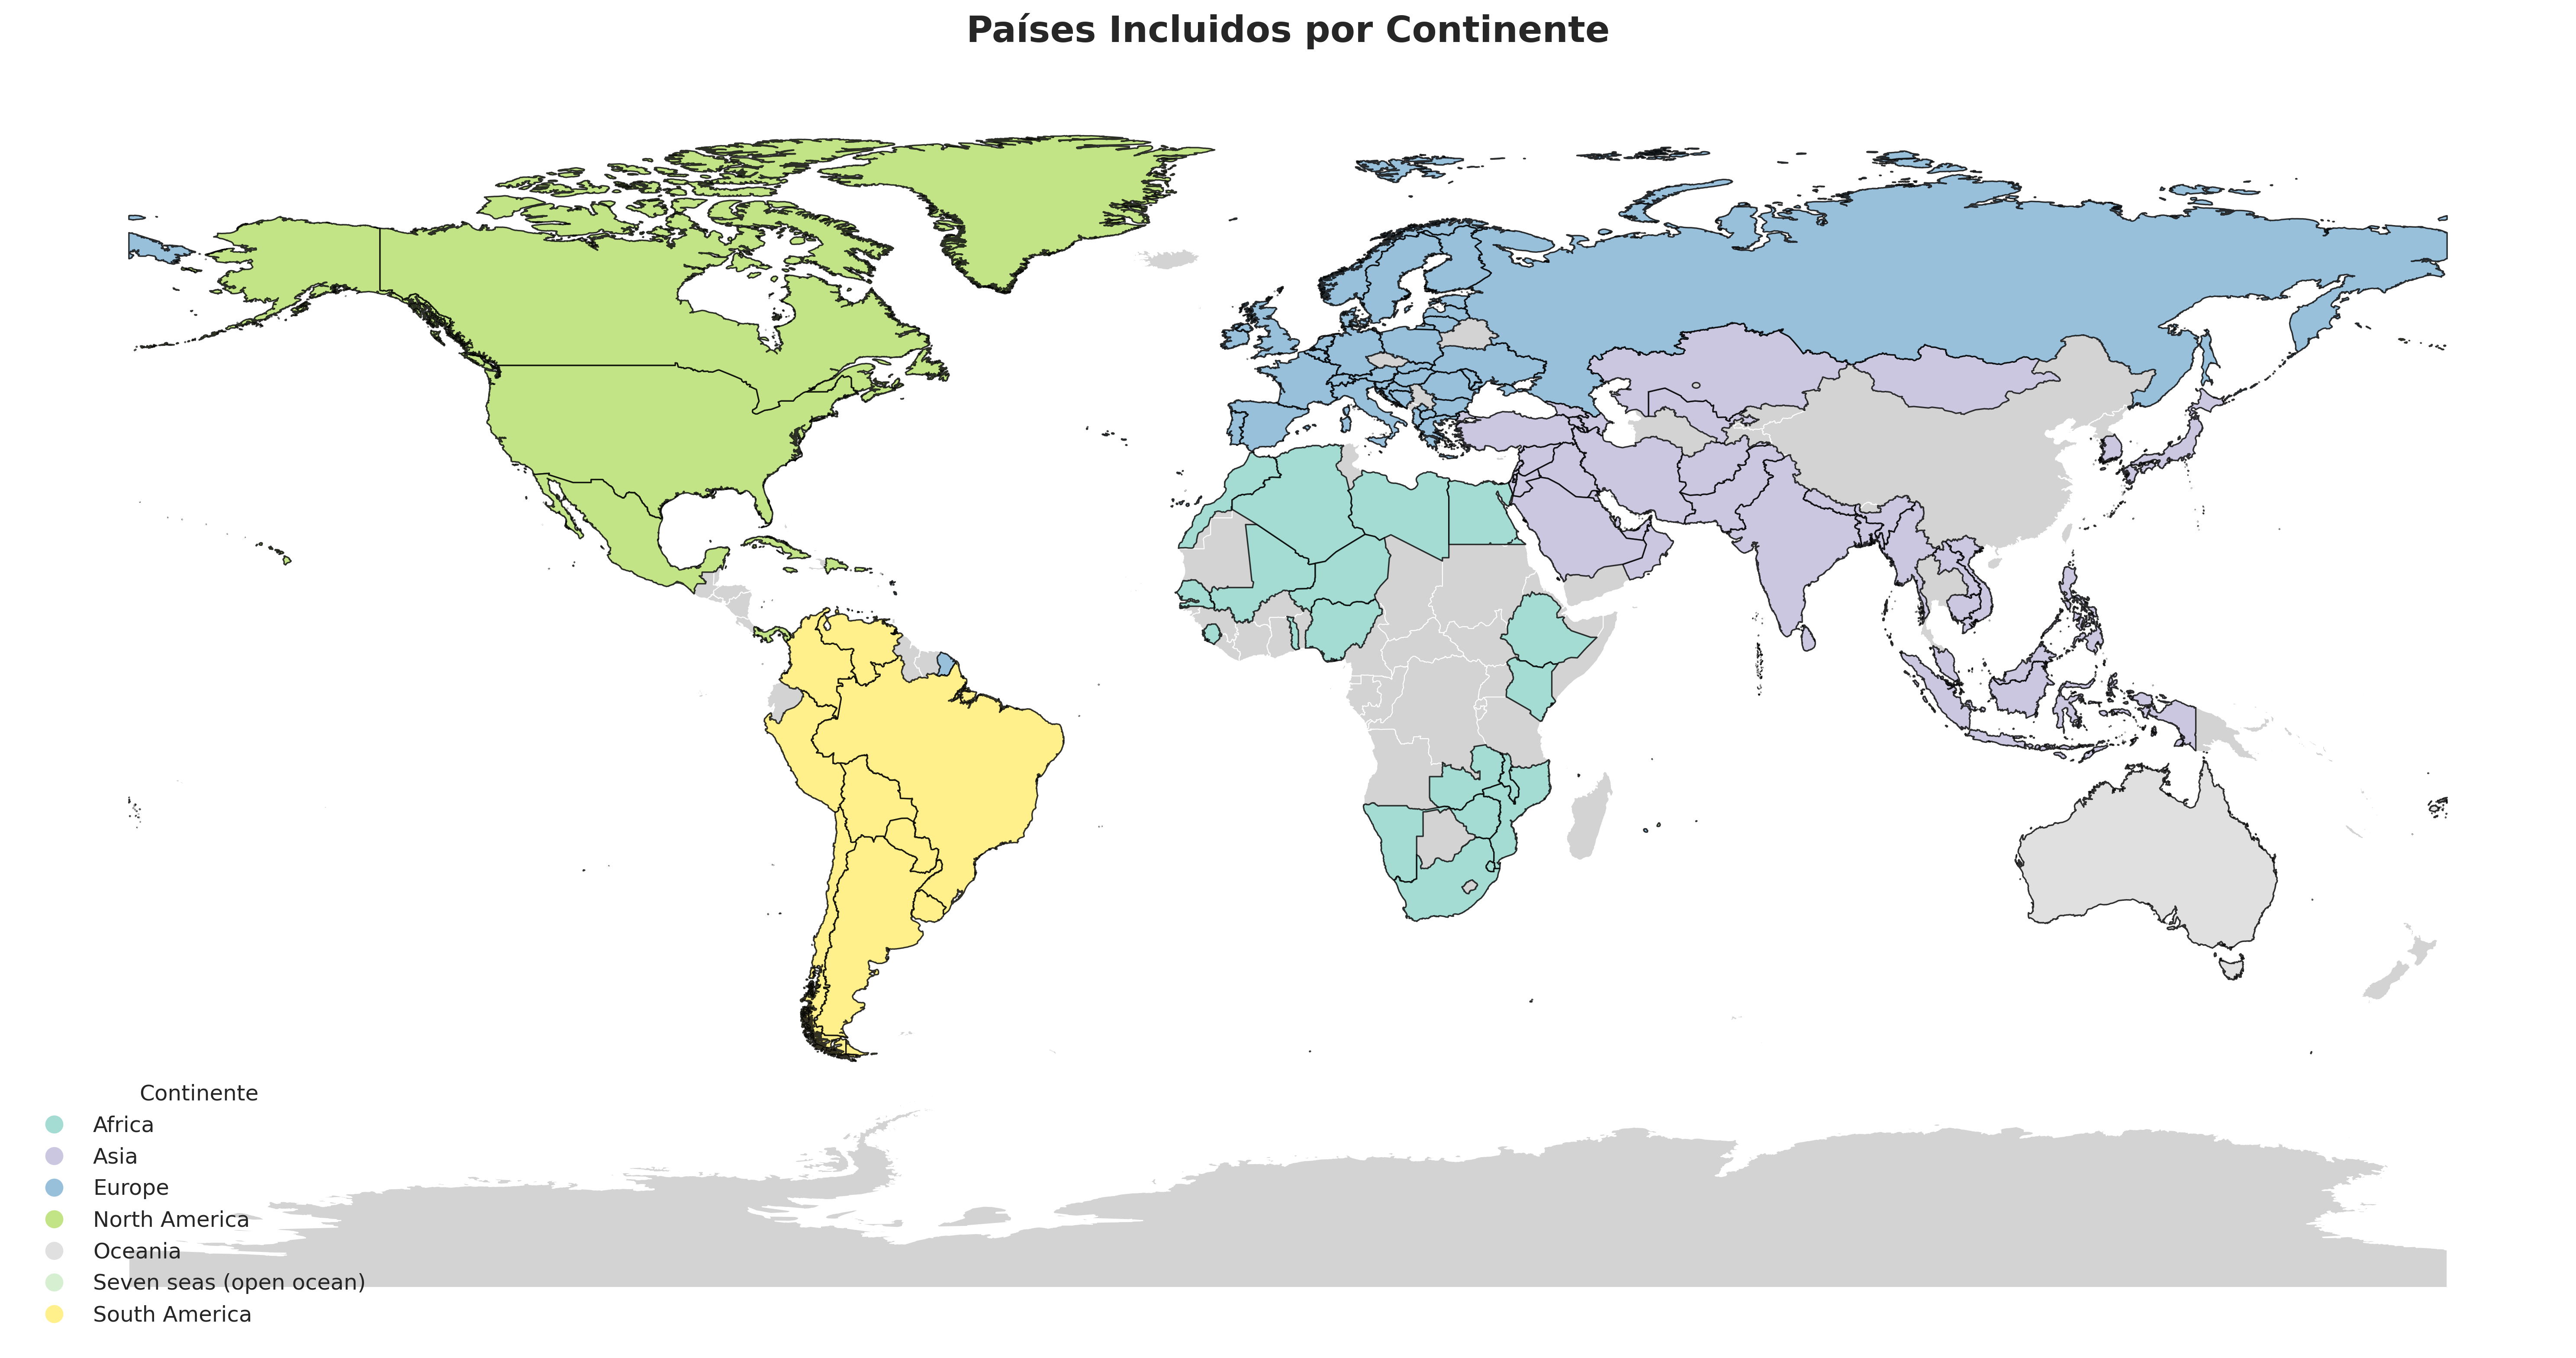 Países Incluidos por Continente
Continente
Africa
Asia
Europe
North America
Oceania
Seven seas (open ocean)
South America